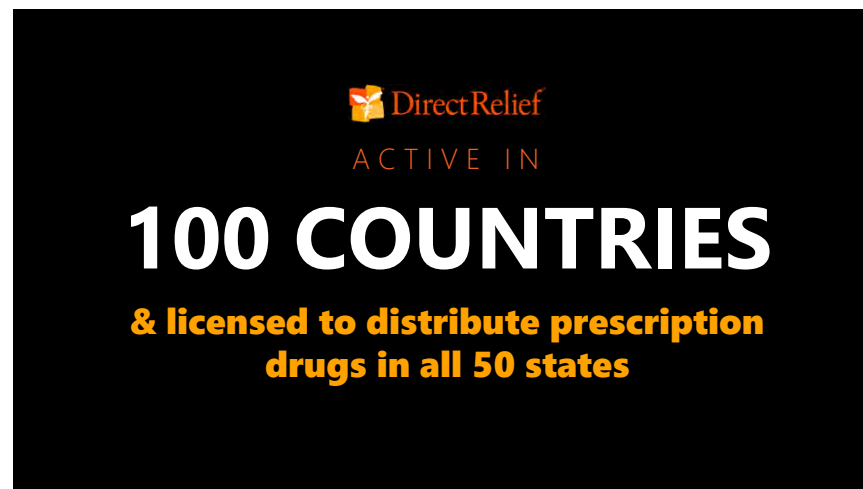 DirectRelief
ACTIVE IN
100 COUNTRIES
& licensed to distribute prescription
drugs in all 50 states